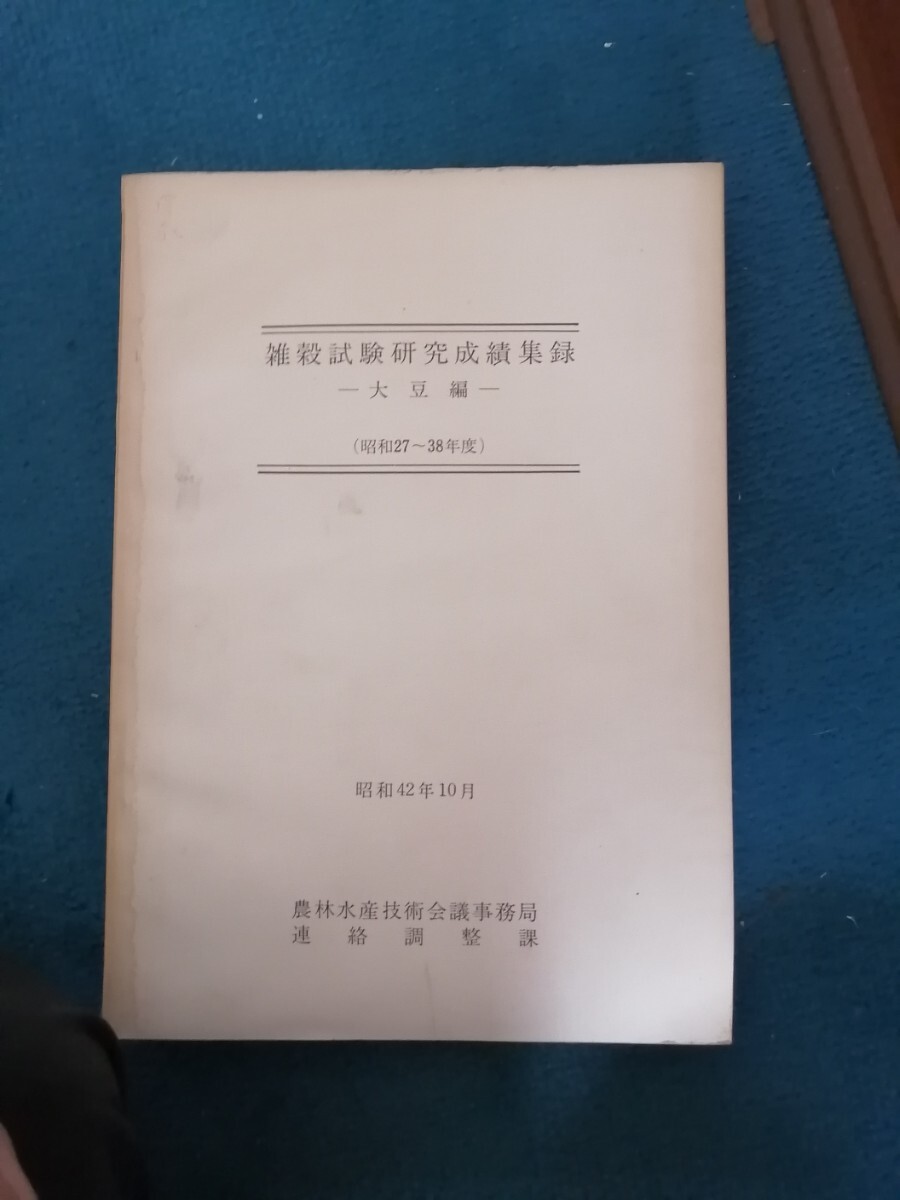 雑穀試験研究成績集録
―大豆編―
(昭和27～38年度)
昭和42年10月
農林水産技術会議事務局
連絡調整課